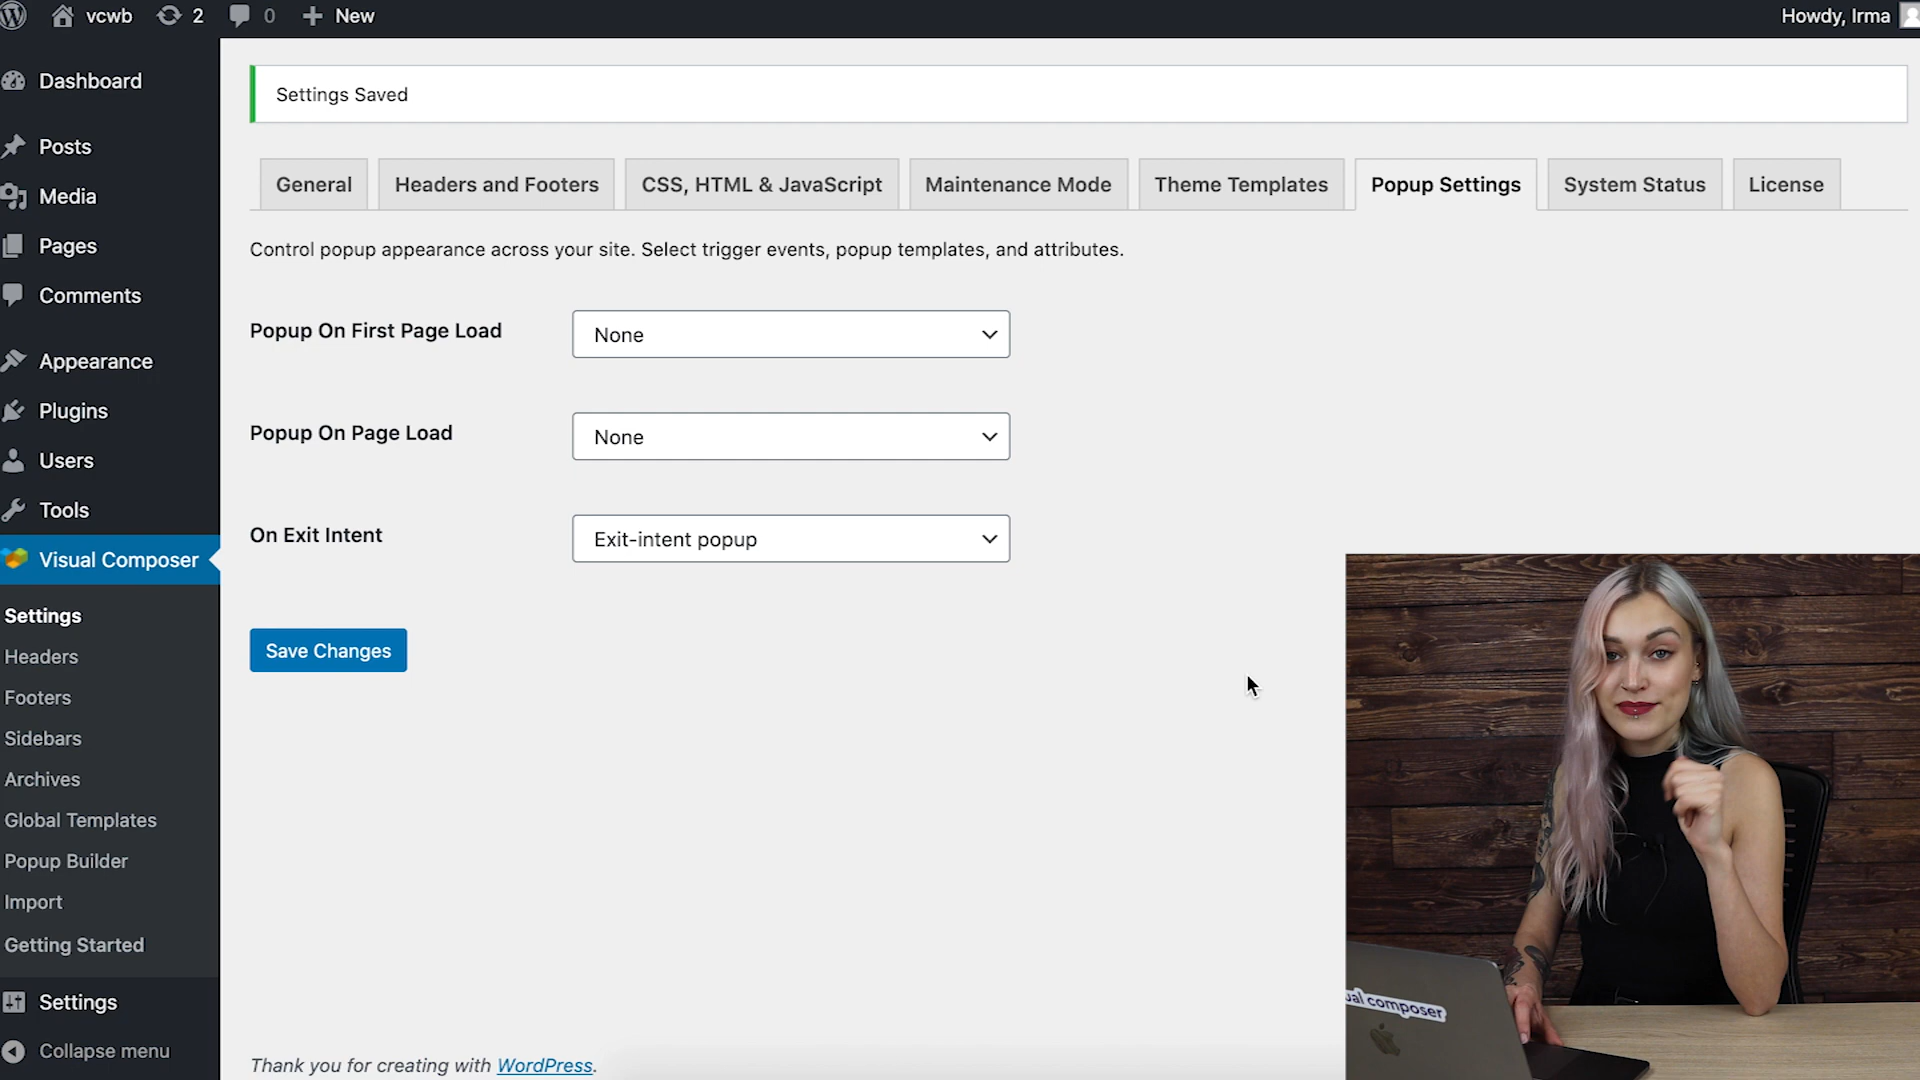 vcwb
2
0
New
Howdy, Irma
Dashboard
Posts
Media
Pages
Comments
Appearance
Plugins
Users
Tools
Visual Composer
Settings
Headers
Footers
Sidebars
Archives
Global Templates
Popup Builder
Import
Getting Started
Settings
Collapse menu
Settings Saved
General
Headers and Footers
CSS, HTML & JavaScript
Maintenance Mode
Theme Templates
Popup Settings
System Status
License
Control popup appearance across your site. Select trigger events, popup templates, and attributes.
Popup On First Page Load
None
Popup On Page Load
None
On Exit Intent
Exit-intent popup
Save Changes
Thank you for creating with WordPress.
ual composer